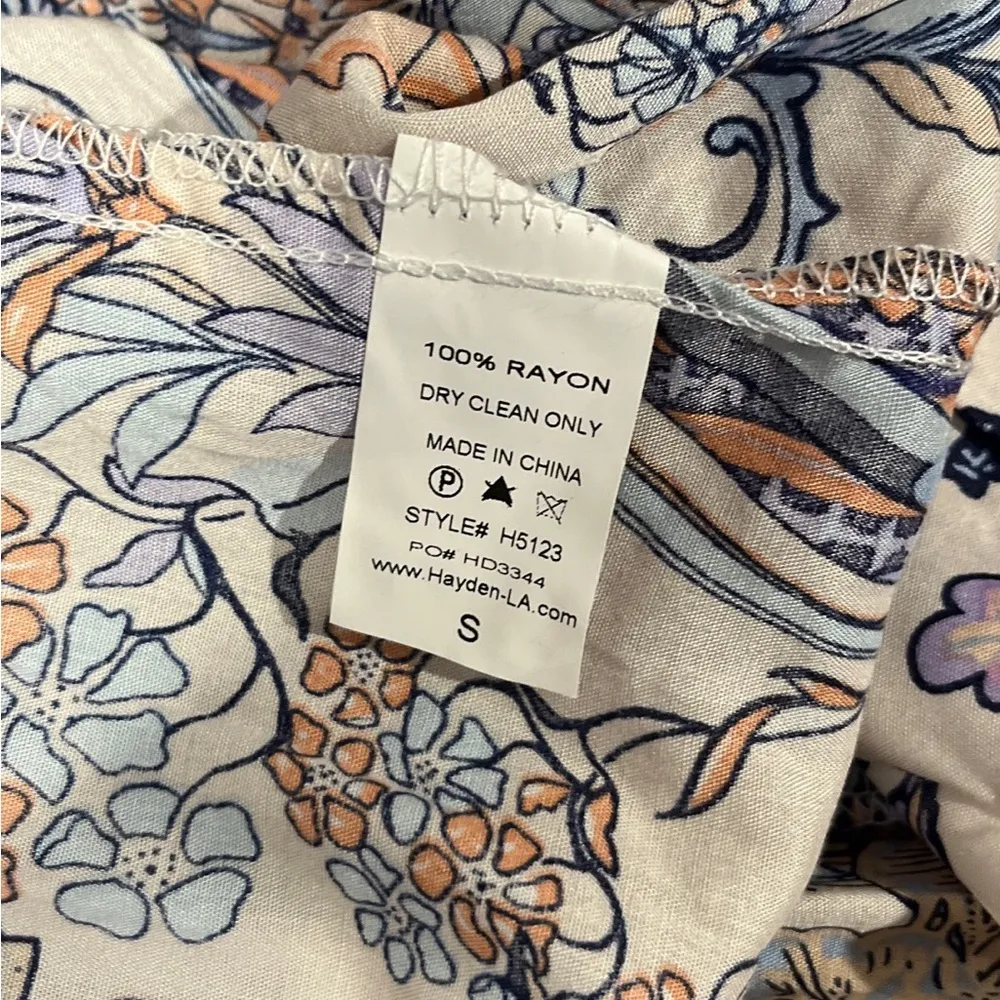 100% RAYON
DRY CLEAN ONLY
MADE IN CHINA
P
STYLE# H5123
PO# HD3344
www.Hayden-LA.com
S